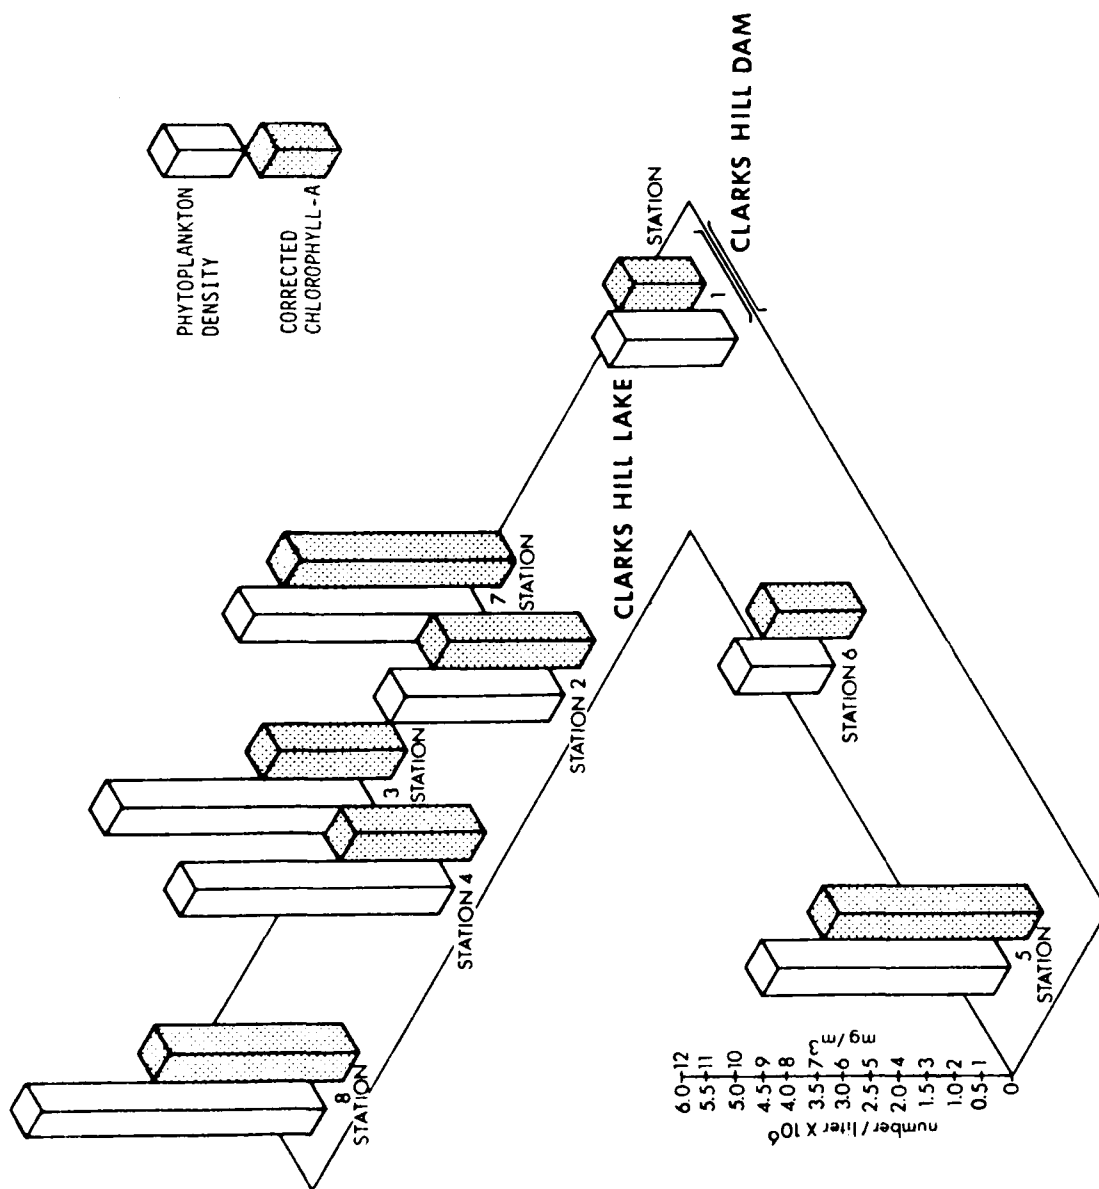 PHYTOPLANKTON
DENSITY
CORRECTED
CHLOROPHYLL-A
STATION
1
CLARKS HILL DAM
CLARKS HILL LAKE
7
STATION
STATION 2
3
STATION
STATION 4
8
STATION
STATION 6
5
STATION
number/liter X 10⁶
mg/m³
6.0 12
5.5 11
5.0 10
4.5 9
4.0 8
3.5 7
3.0 6
2.5 5
2.0 4
1.5 3
1.0 2
0.5 1
0